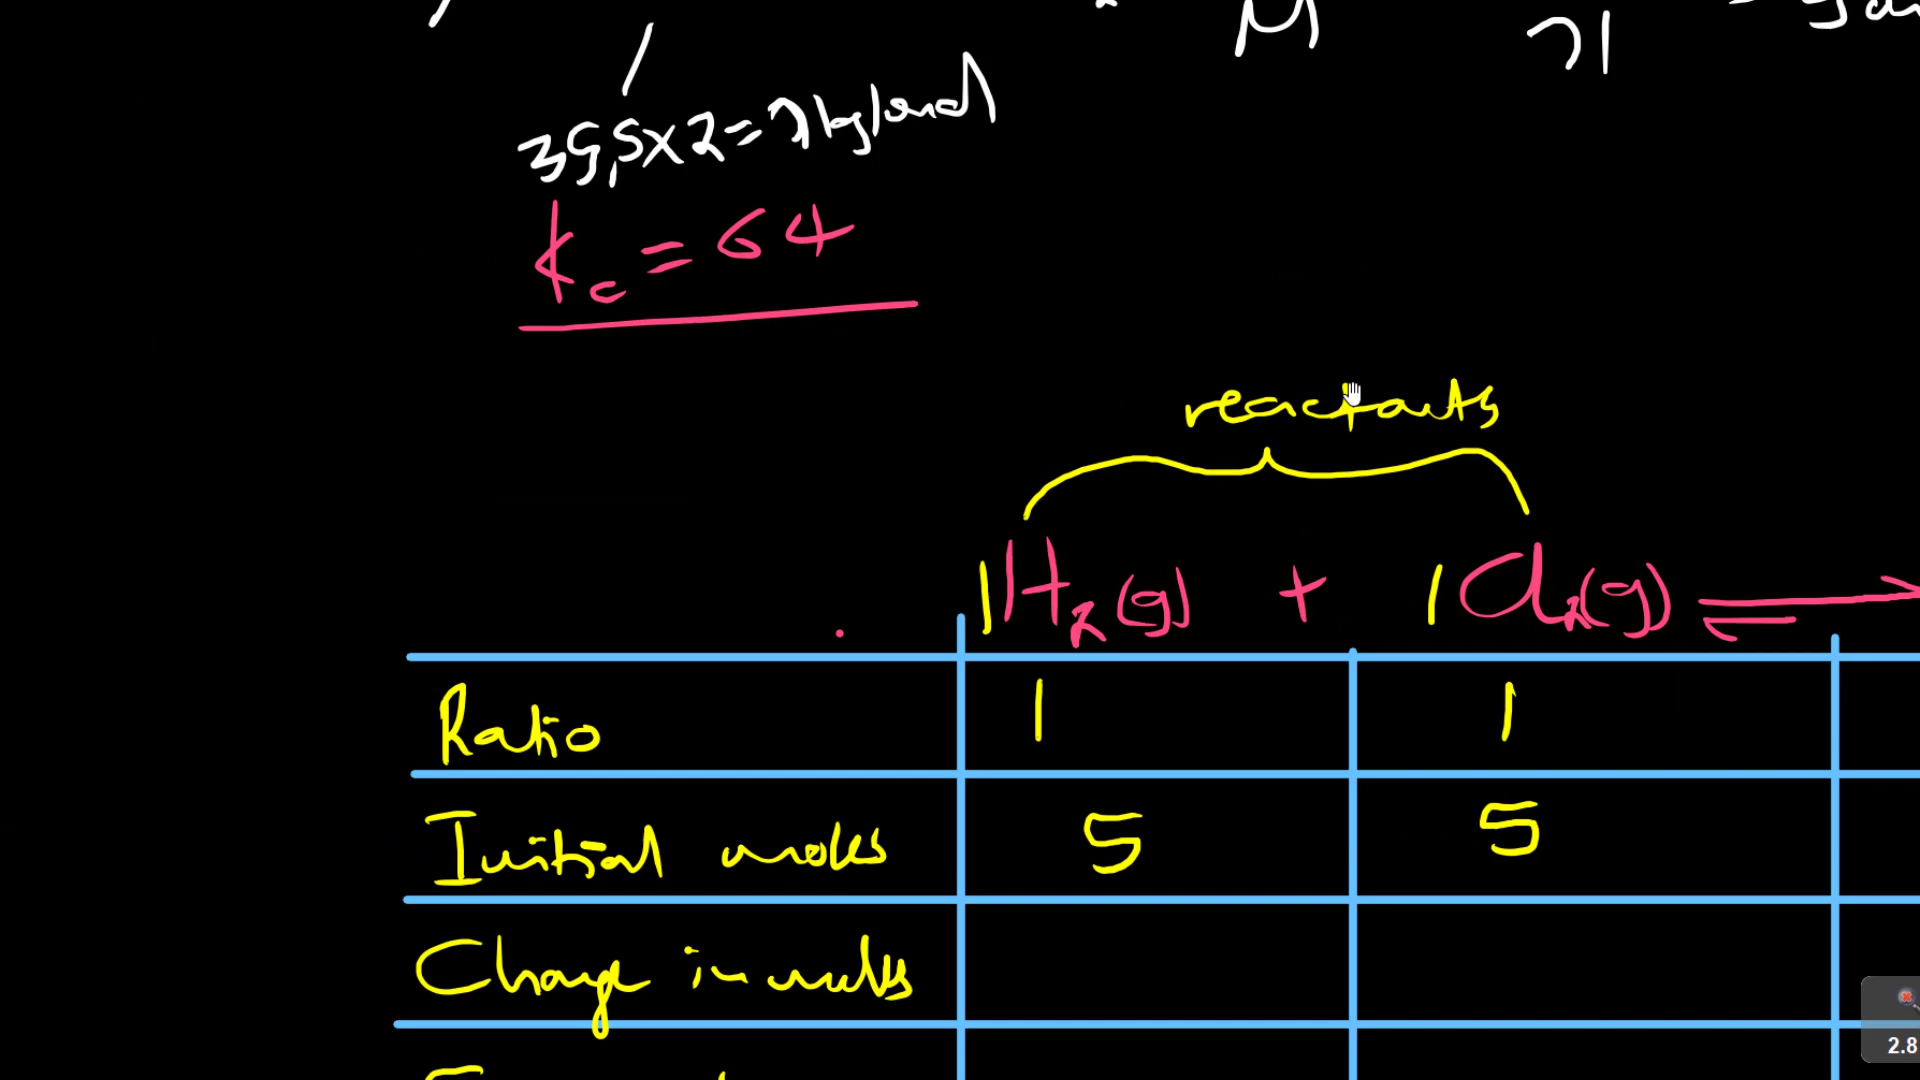 M 71
35,5x2=71g/mol
Kc = 64
reactants
1H2(g) + 1Cl2(g) ⇌
Ratio 1 1
Initial moles 5 5
Change in moles
2.8